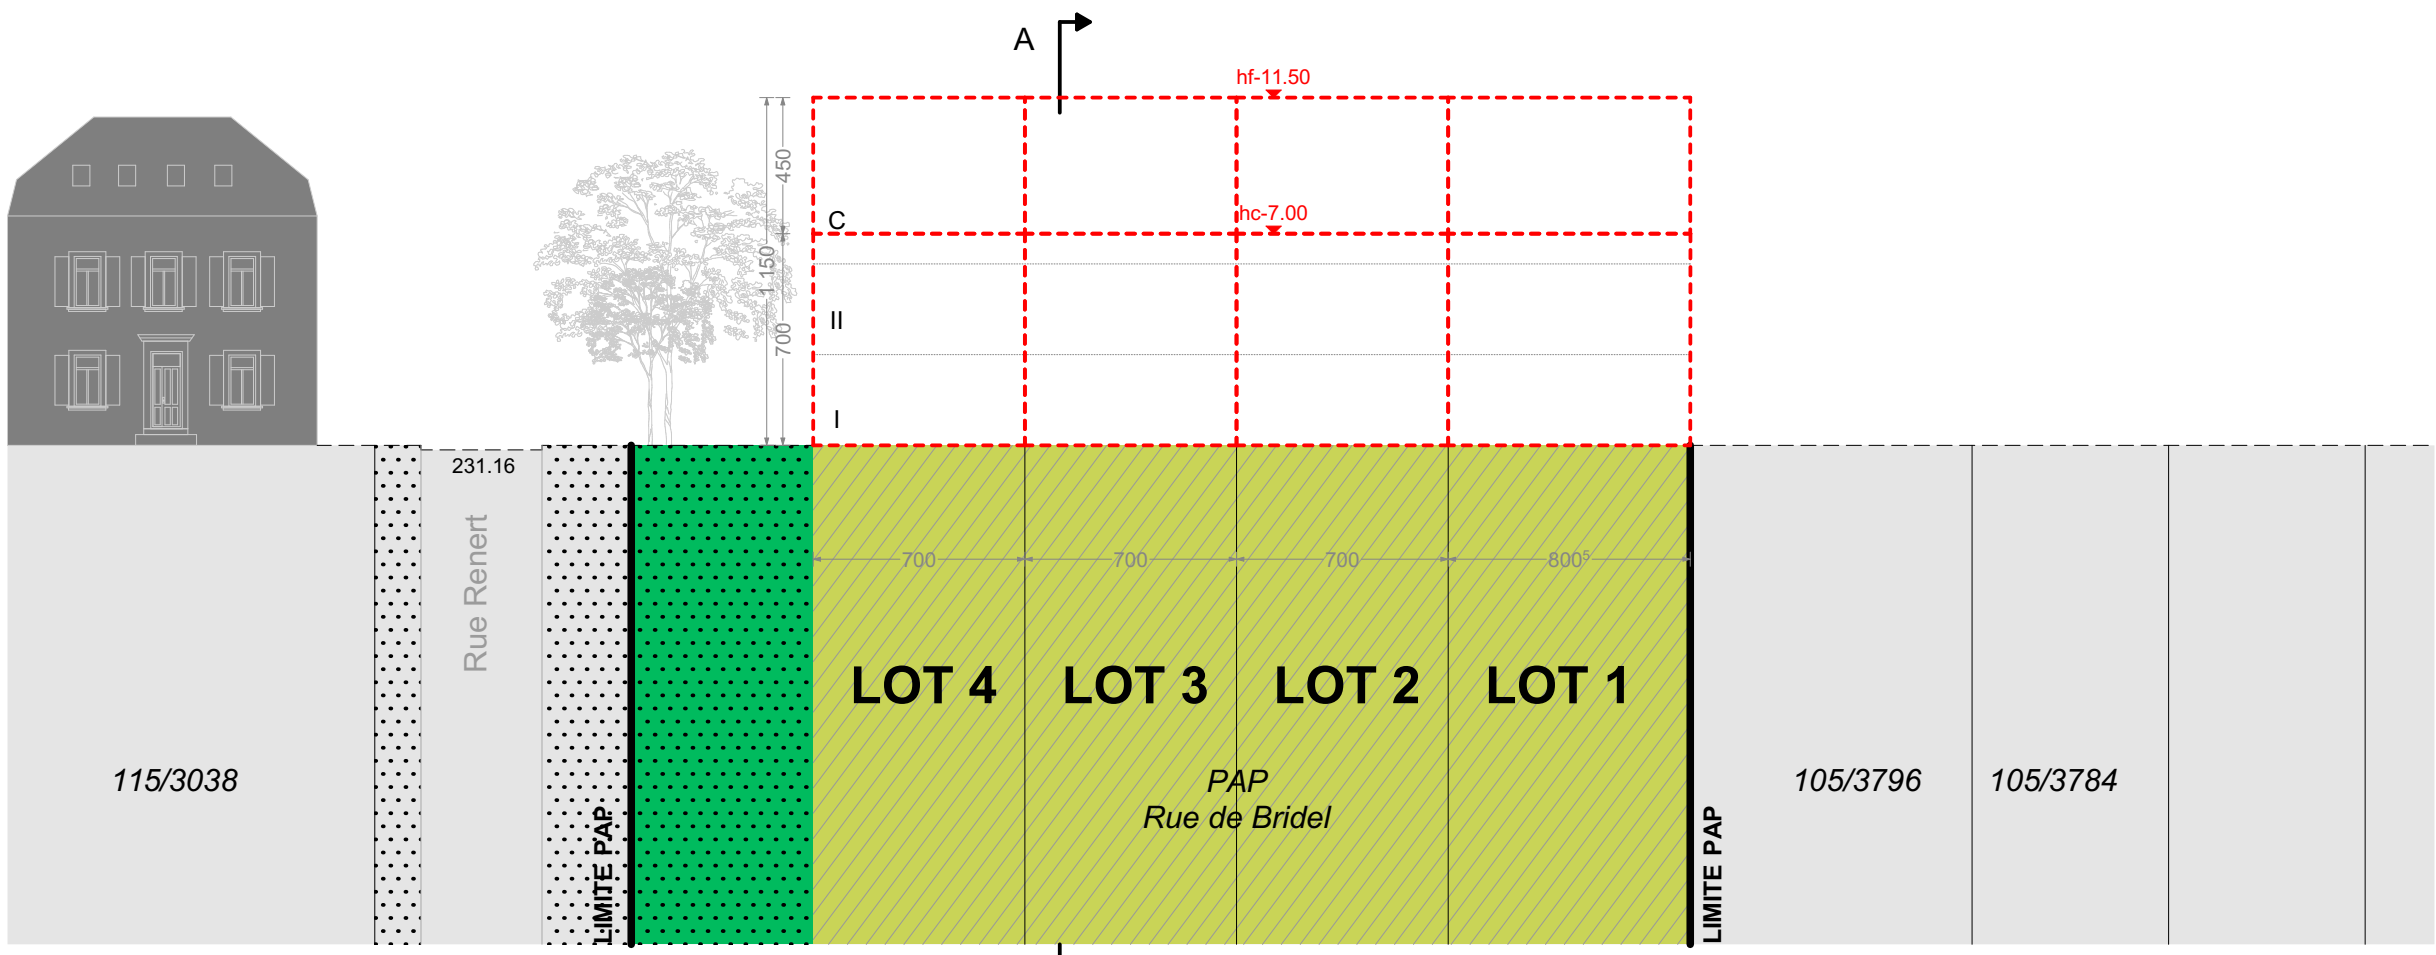 A
hf-11.50
450
C
hc-7.00
1 150
II
700
I
231.16
Rue Renert
700
700
700
800⁵
LOT 4
LOT 3
LOT 2
LOT 1
115/3038
PAP
Rue de Bridel
105/3796
105/3784
LIMITE PAP
LIMITE PAP